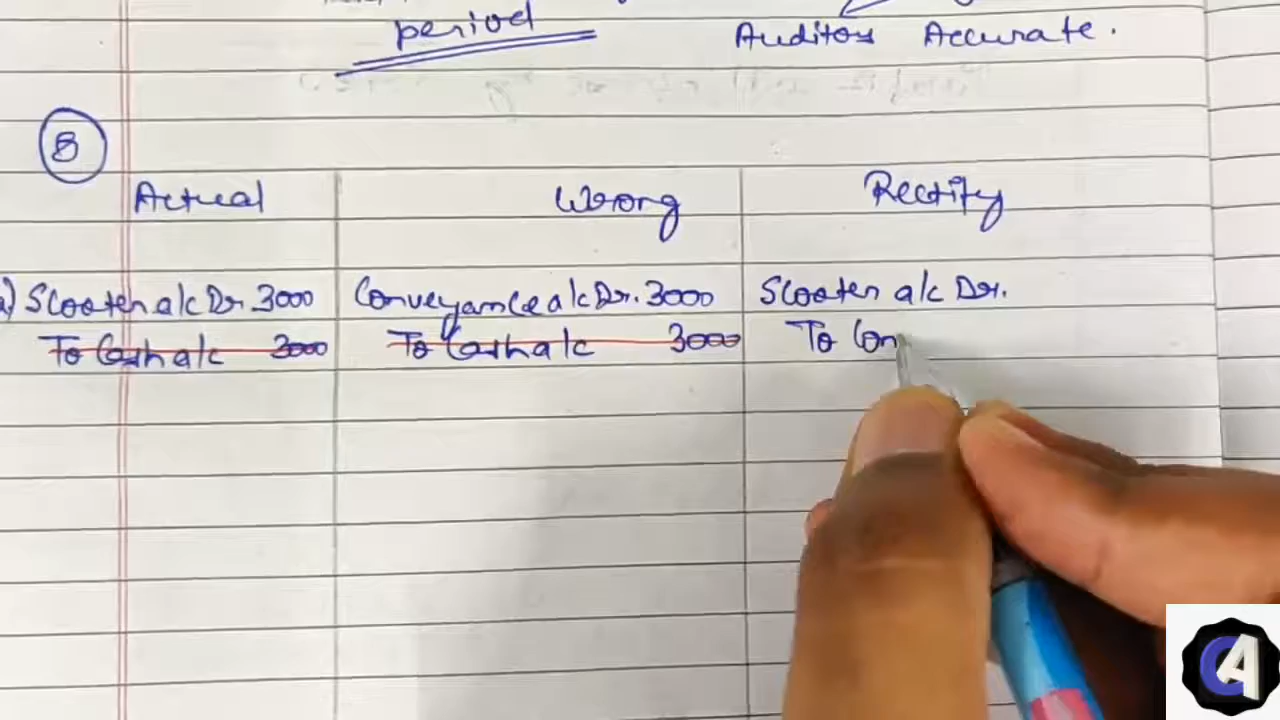 period
Auditors Accurate.
8
Actual Wrong Rectify
a) Scooter a/c Dr. 3000 Conveyance a/c Dr. 3000 Scooter a/c Dr.
To Cash a/c 3000 To Cash a/c 3000 To Con
CA